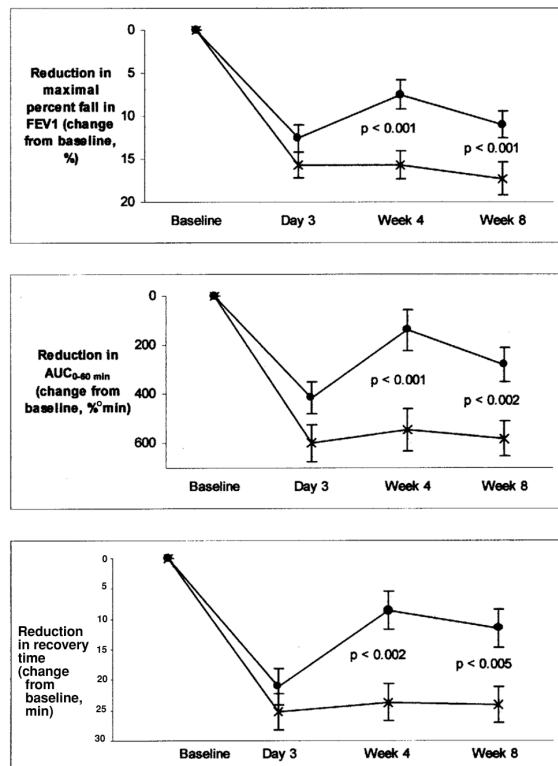 0
5
10
15
20
Reduction in
maximal
percent fall in
FEV1 (change
from baseline,
%)
p < 0.001
p < 0.001
Baseline Day 3 Week 4 Week 8
0
200
400
600
Reduction in
AUC0-60 min
(change from
baseline, %°min)
p < 0.001
p < 0.002
Baseline Day 3 Week 4 Week 8
0
5
10
15
20
25
30
Reduction
in recovery
time
(change
from
baseline,
min)
p < 0.002
p < 0.005
Baseline Day 3 Week 4 Week 8